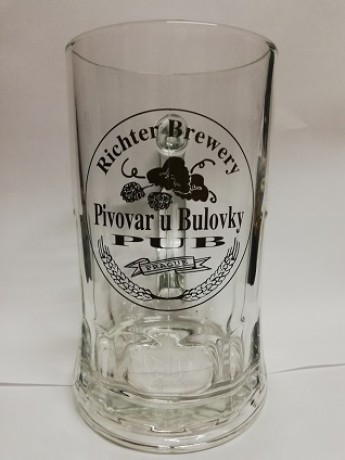 Richter Brewery
Pivovar u Bulovky
PUB
PRAGUE